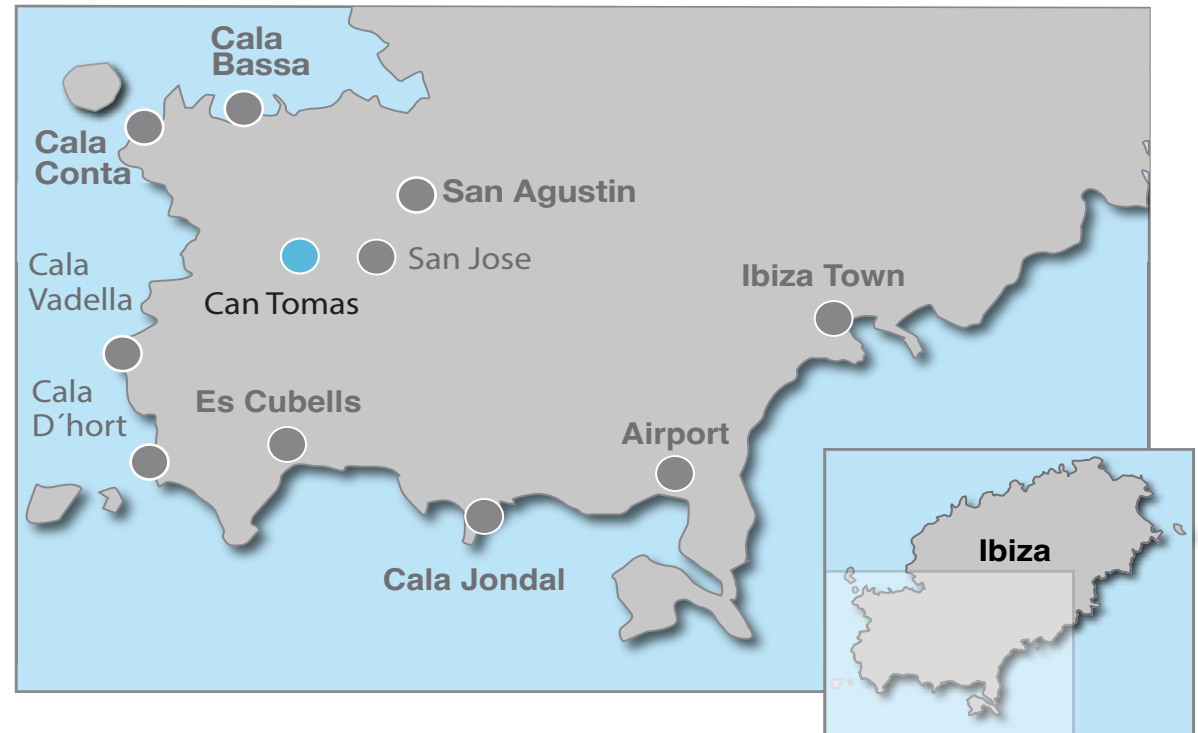 Cala
Bassa
Cala
Conta
San Agustin
San Jose
Cala
Vadella
Can Tomas
Ibiza Town
Cala
D´hort
Es Cubells
Airport
Cala Jondal
Ibiza